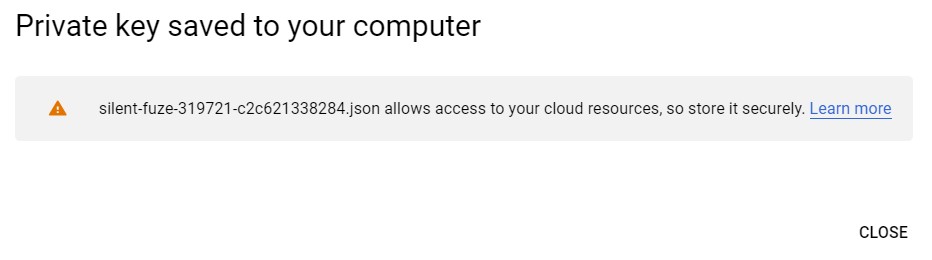 Private key saved to your computer
silent-fuze-319721-c2c621338284.json allows access to your cloud resources, so store it securely. Learn more
CLOSE